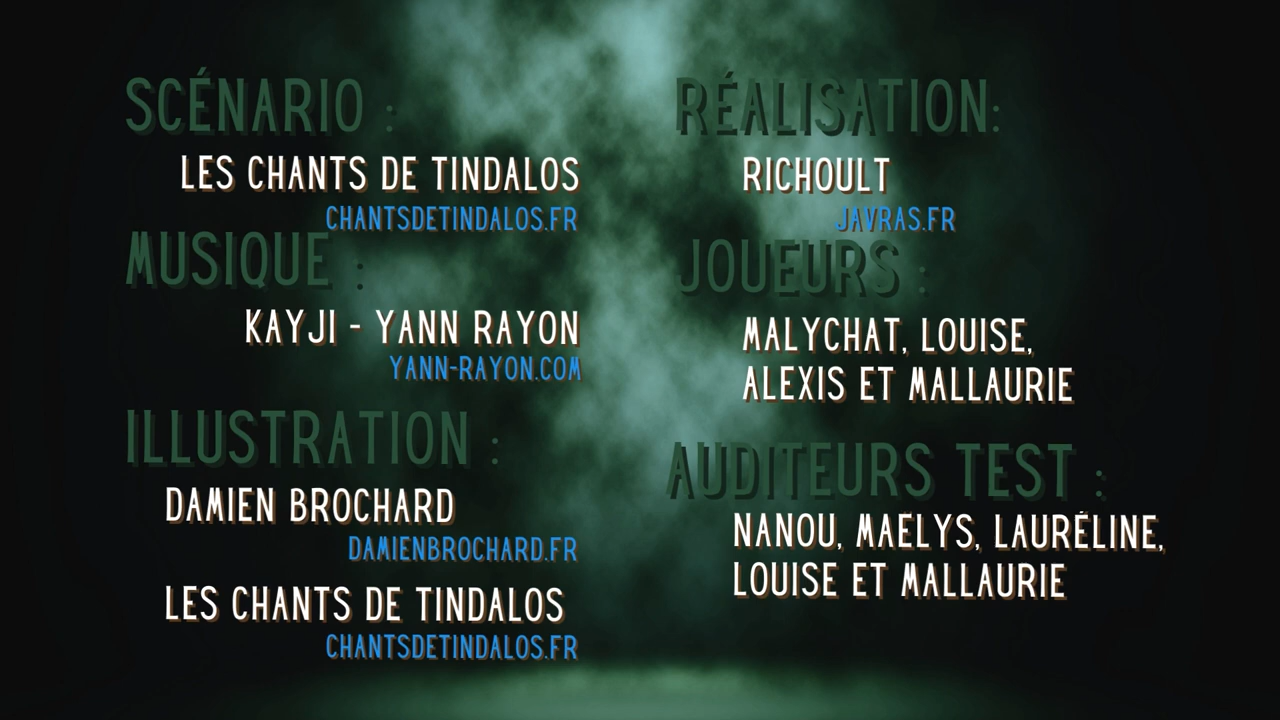 SCÉNARIO :
LES CHANTS DE TINDALOS
CHANTSDETINDALOS.FR
MUSIQUE :
KAYJI - YANN RAYON
YANN-RAYON.COM
ILLUSTRATION :
DAMIEN BROCHARD
DAMIENBROCHARD.FR
LES CHANTS DE TINDALOS
CHANTSDETINDALOS.FR
RÉALISATION:
RICHOULT
JAVRAS.FR
JOUEURS :
MALYCHAT, LOUISE,
ALEXIS ET MALLAURIE
AUDITEURS TEST :
NANOU, MAËLYS, LAURÉLINE,
LOUISE ET MALLAURIE